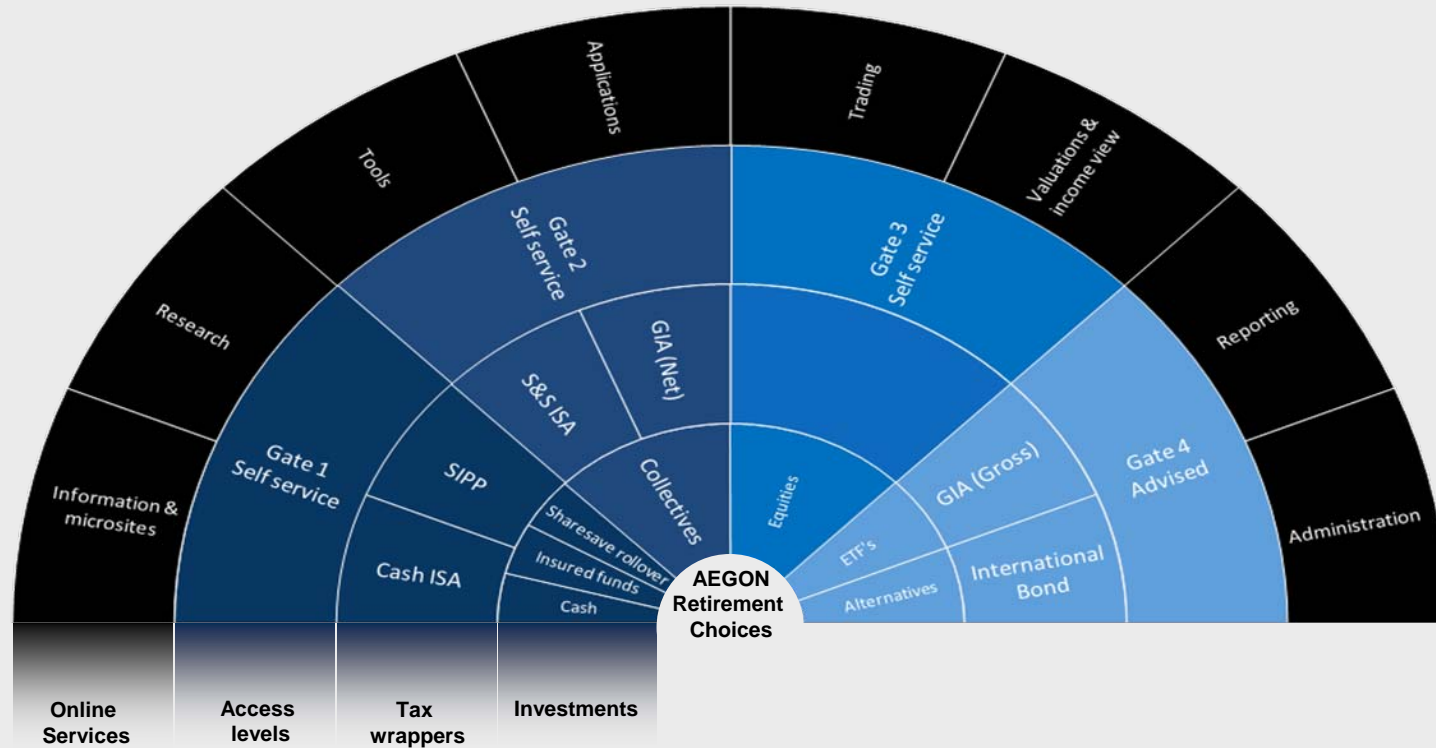 Information &
microsites
Research
Tools
Applications
Trading
Valuations &
income view
Reporting
Administration
Gate 1
Self service
Gate 2
Self service
Gate 3
Self service
Gate 4
Advised
Cash ISA
SIPP
S&S ISA
GIA (Net)
GIA (Gross)
International
Bond
Cash
Insured funds
Sharesave rollover
Collectives
Equities
ETF's
Alternatives
AEGON
Retirement
Choices
Online
Services
Access
levels
Tax
wrappers
Investments